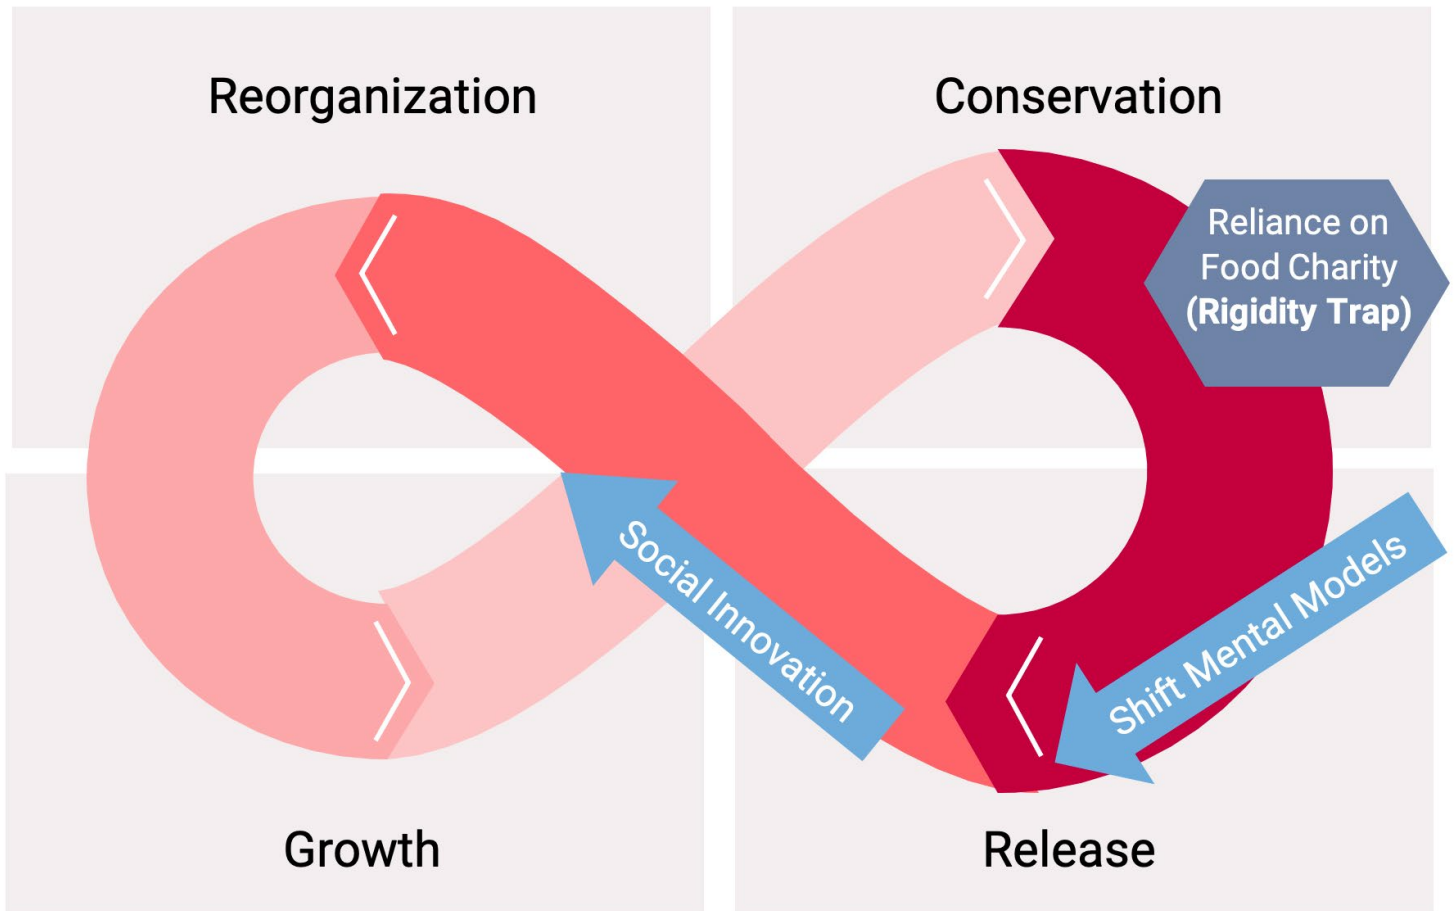 Reorganization
Conservation
Reliance on
Food Charity
(Rigidity Trap)
Social Innovation
Shift Mental Models
Growth
Release